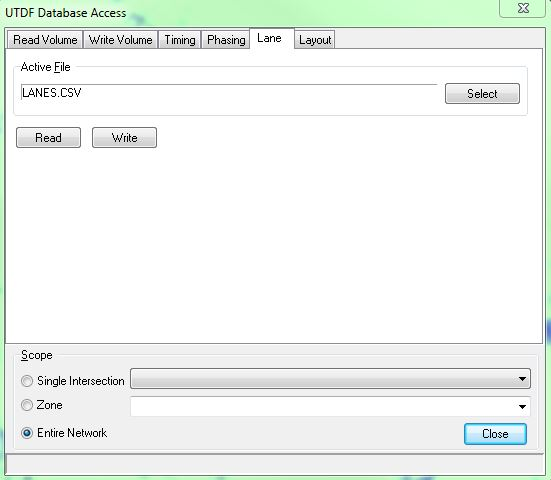 UTDF Database Access
Read Volume Write Volume Timing Phasing Lane Layout
Active File
LANES.CSV Select
Read Write
Scope
Single Intersection
Zone
Entire Network Close